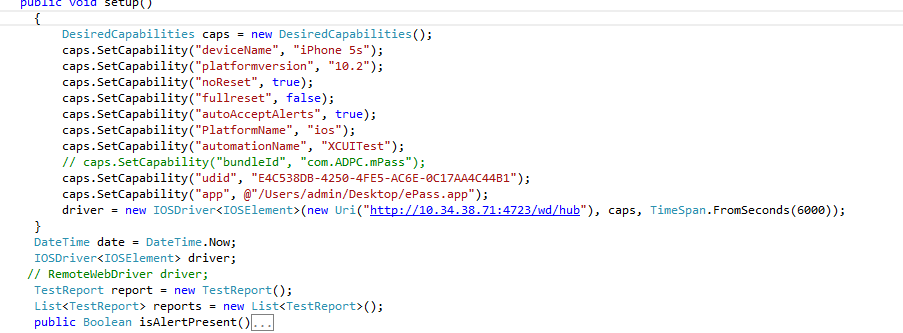 public void setup()
{
DesiredCapabilities caps = new DesiredCapabilities();
caps.SetCapability("deviceName", "iPhone 5s");
caps.SetCapability("platformversion", "10.2");
caps.SetCapability("noReset", true);
caps.SetCapability("fullreset", false);
caps.SetCapability("autoAcceptAlerts", true);
caps.SetCapability("PlatformName", "ios");
caps.SetCapability("automationName", "XCUITest");
// caps.SetCapability("bundleId", "com.ADPC.mPass");
caps.SetCapability("udid", "E4C538DB-4250-4FE5-AC6E-0C17AA4C44B1");
caps.SetCapability("app", @"/Users/admin/Desktop/ePass.app");
driver = new IOSDriver<IOSElement>(new Uri("http://10.34.38.71:4723/wd/hub"), caps, TimeSpan.FromSeconds(6000));
}
DateTime date = DateTime.Now;
IOSDriver<IOSElement> driver;
// RemoteWebDriver driver;
TestReport report = new TestReport();
List<TestReport> reports = new List<TestReport>();
public Boolean isAlertPresent()...